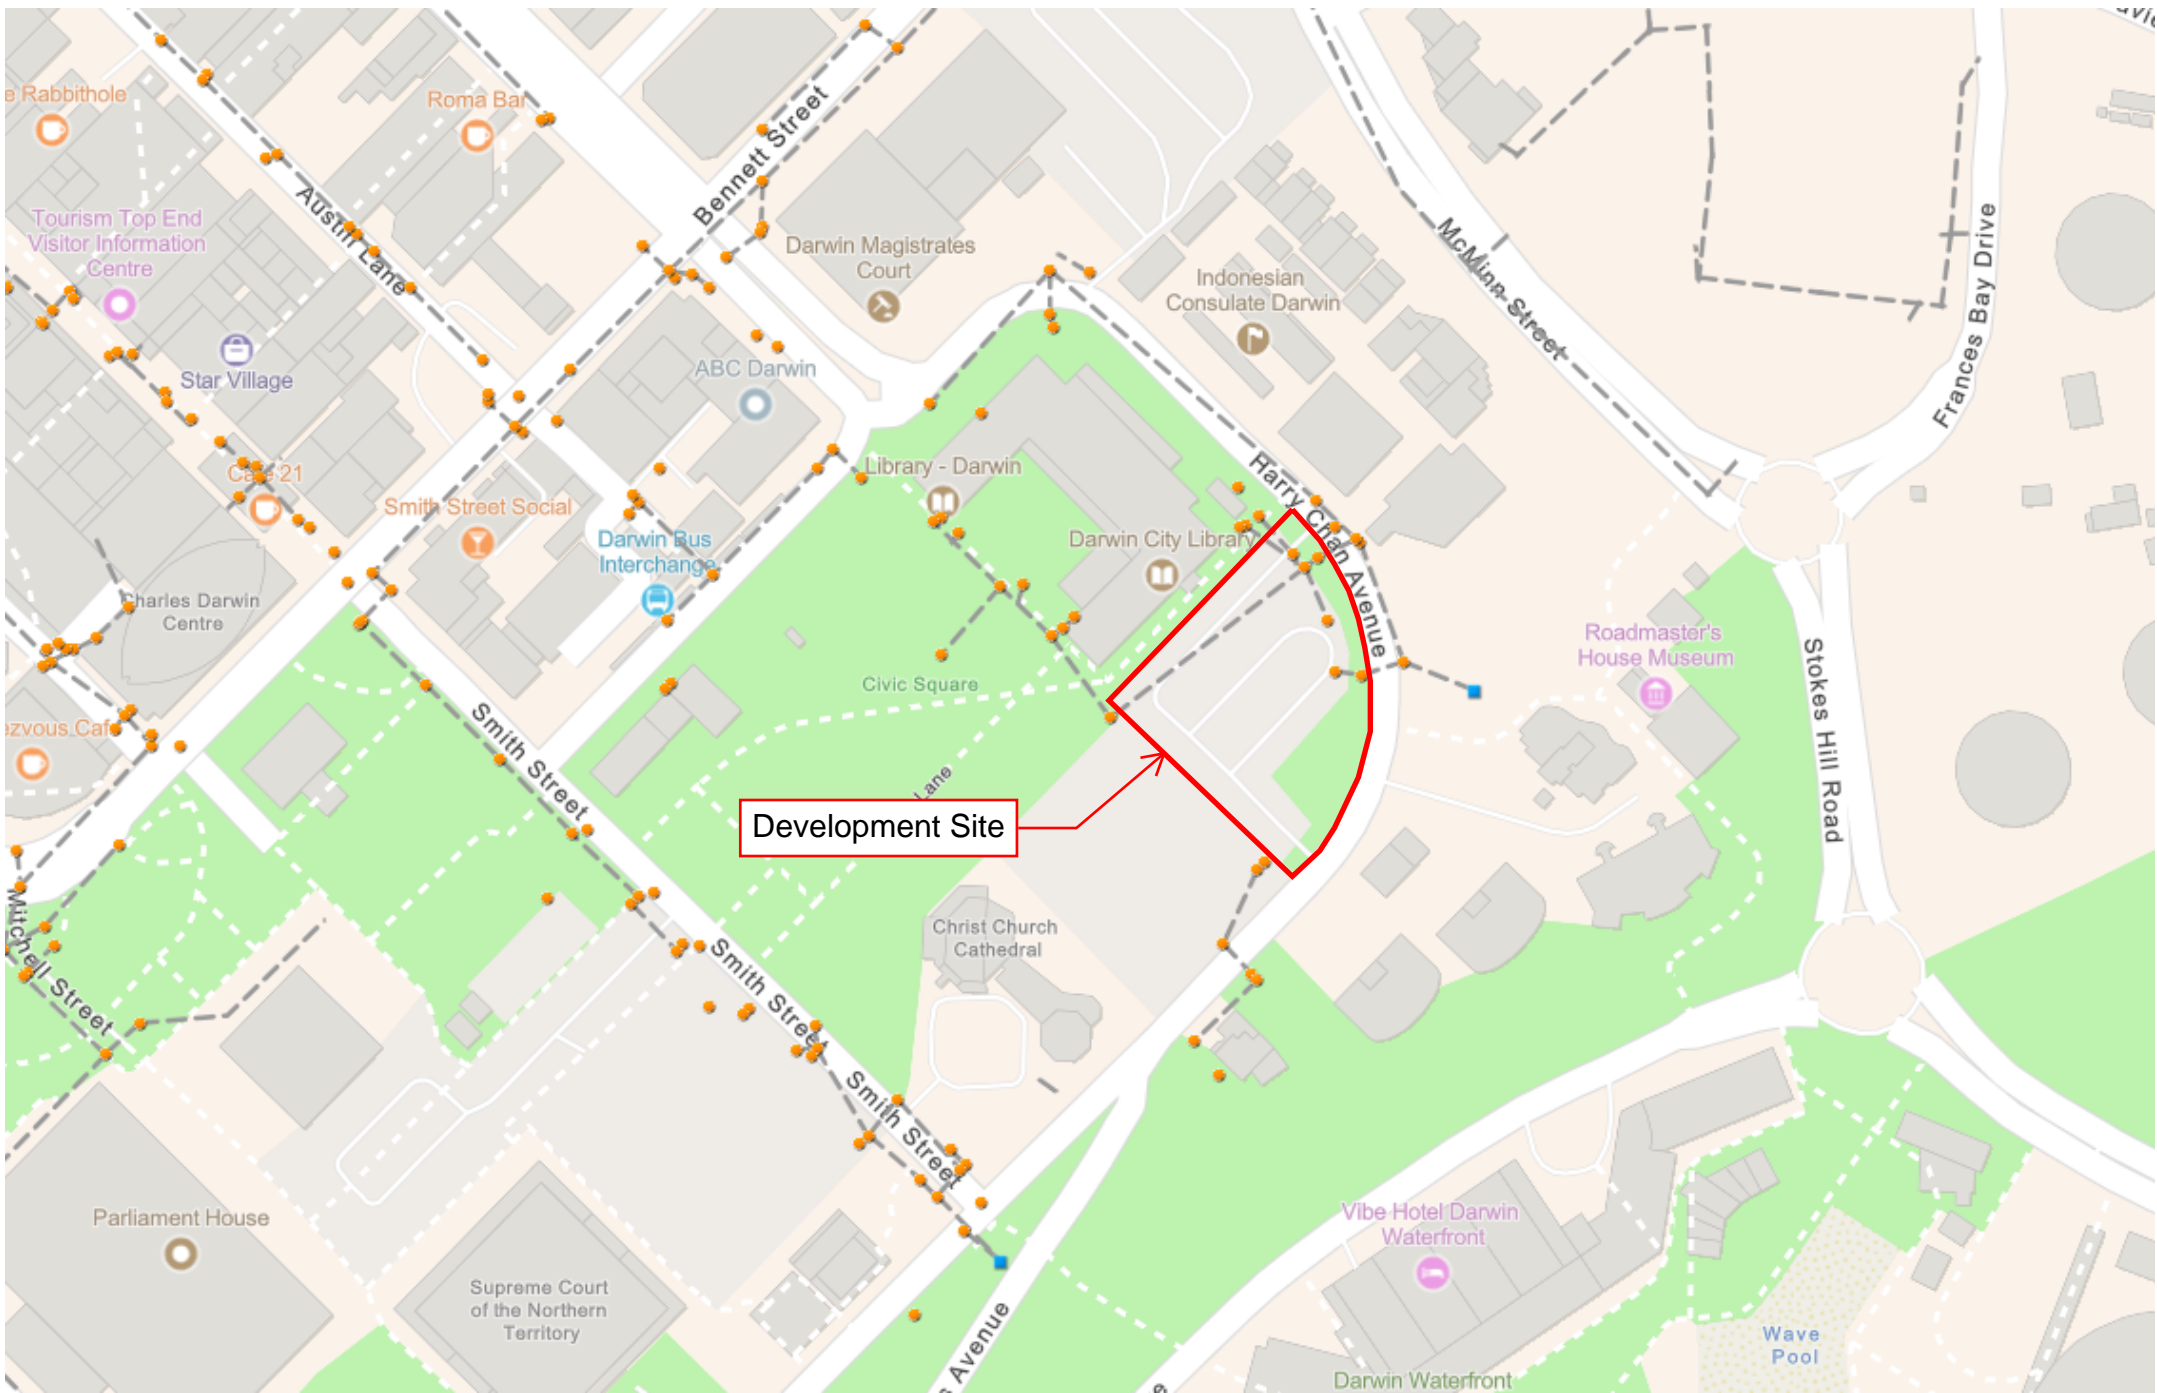 e Rabbithole
Roma Bar
Bennett Street
Tourism Top End
Visitor Information
Centre
Austin Lane
Darwin Magistrates
Court
Indonesian
Consulate Darwin
McMinn Street
Frances Bay Drive
Star Village
ABC Darwin
Cafe 21
Smith Street Social
Library - Darwin
Harry Chan Avenue
Darwin Bus
Interchange
Darwin City Library
Charles Darwin
Centre
Roadmaster's
House Museum
Civic Square
Stokes Hill Road
ezvous Cafe
Smith Street
Lane
Development Site
Mitchell Street
Christ Church
Cathedral
Smith Street
Smith Street
Parliament House
Supreme Court
of the Northern
Territory
Vibe Hotel Darwin
Waterfront
s Avenue
Wave
Pool
Darwin Waterfront